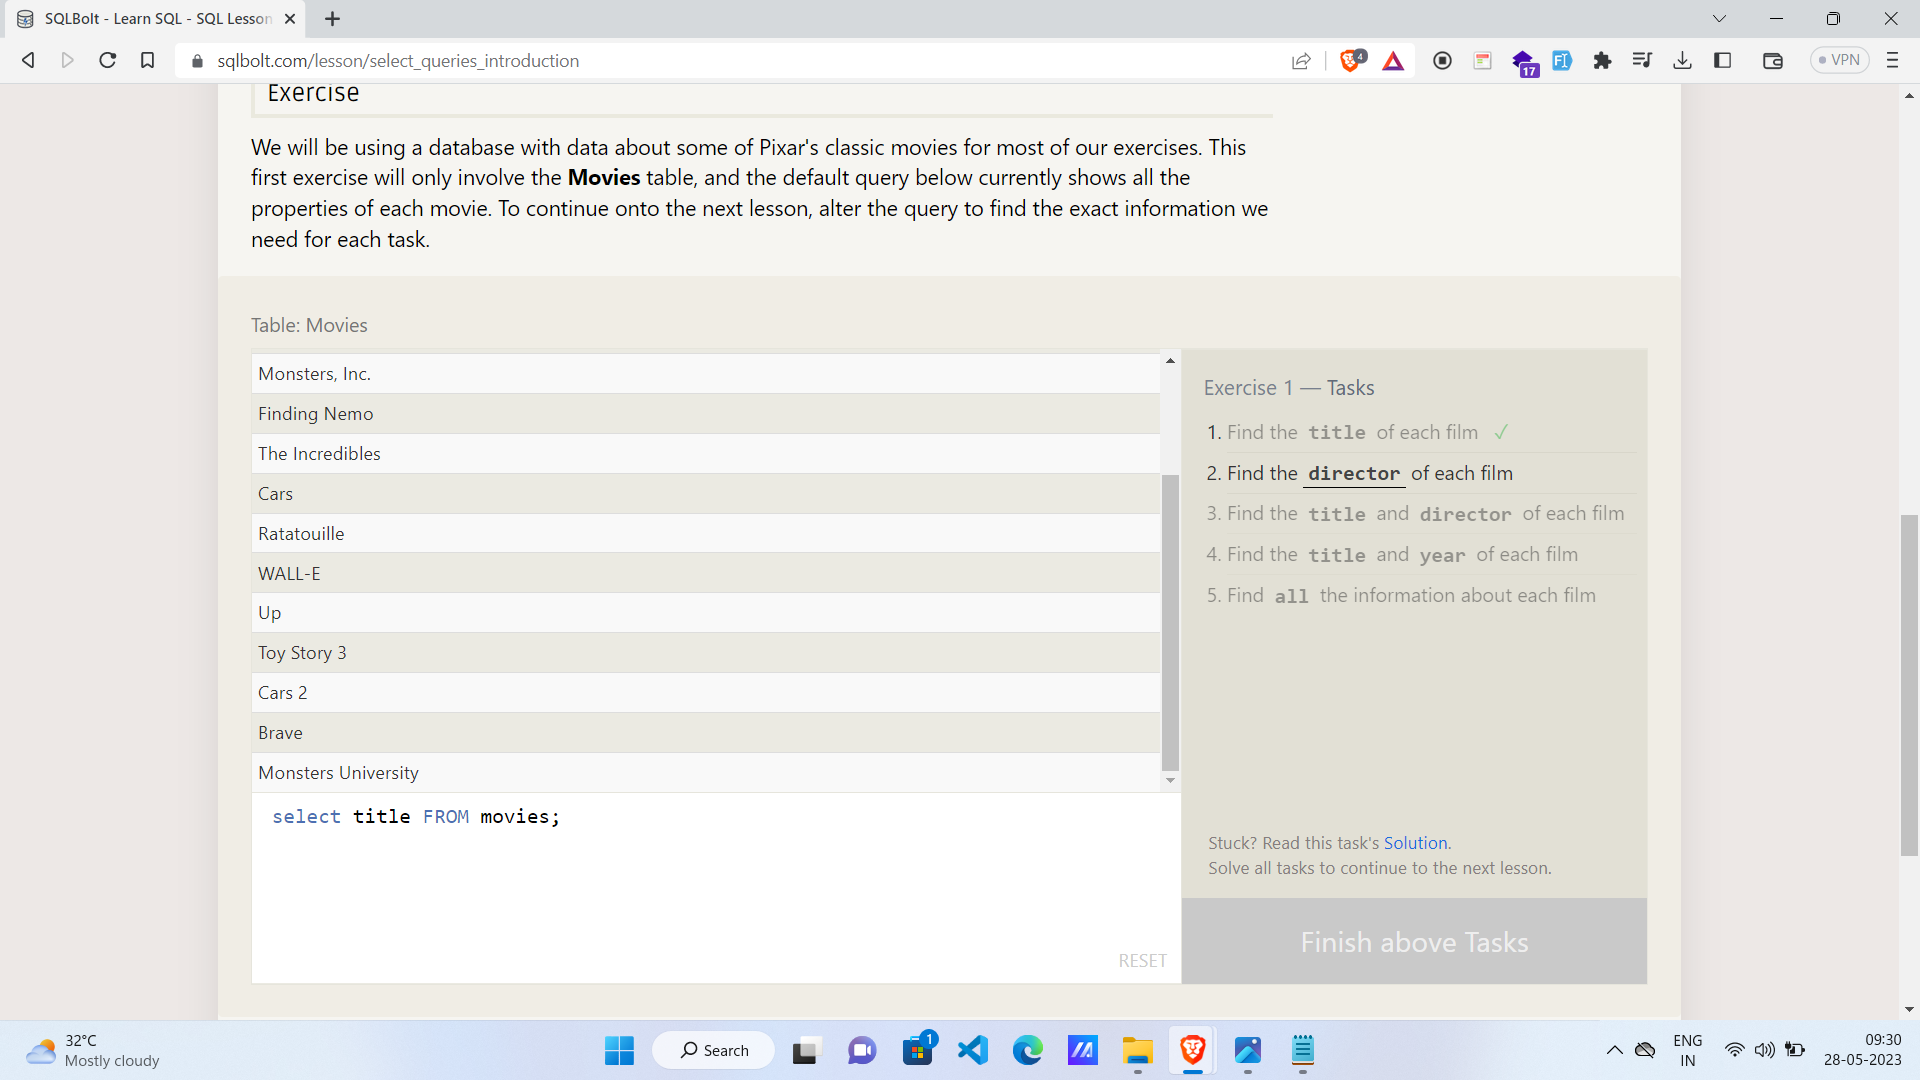 SQLBolt - Learn SQL - SQL Lesson
sqlbolt.com/lesson/select_queries_introduction
4
17
VPN
Exercise
We will be using a database with data about some of Pixar's classic movies for most of our exercises. This
first exercise will only involve the Movies table, and the default query below currently shows all the
properties of each movie. To continue onto the next lesson, alter the query to find the exact information we
need for each task.
Table: Movies
Monsters, Inc.
Finding Nemo
The Incredibles
Cars
Ratatouille
WALL-E
Up
Toy Story 3
Cars 2
Brave
Monsters University
select title FROM movies;
RESET
Exercise 1 — Tasks
1. Find the title of each film ✓
2. Find the director of each film
3. Find the title and director of each film
4. Find the title and year of each film
5. Find all the information about each film
Stuck? Read this task's Solution.
Solve all tasks to continue to the next lesson.
Finish above Tasks
32°C
Mostly cloudy
Search
1
ENG
IN
09:30
28-05-2023